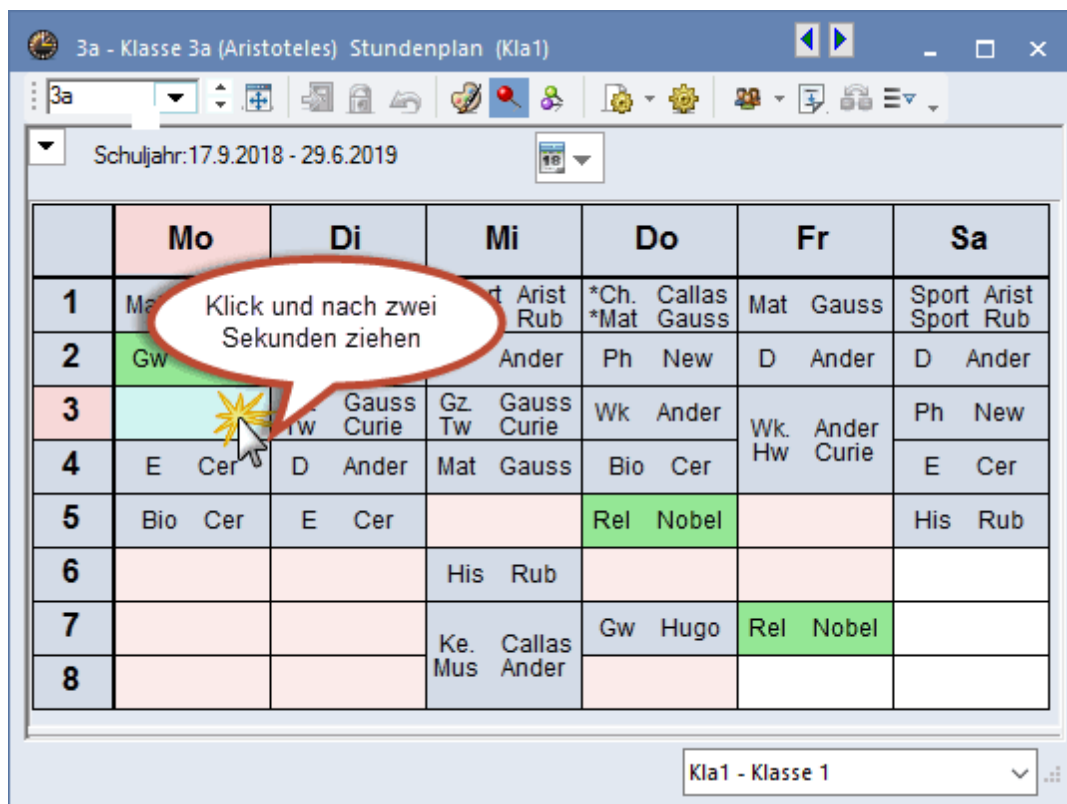 3a - Klasse 3a (Aristoteles) Stundenplan (Kla1)
3a
Schuljahr:17.9.2018 - 29.6.2019
18
Mo Di Mi Do Fr Sa
Klick und nach zwei
Sekunden ziehen
1 Arist *Ch. Callas Mat Gauss Sport Arist
Rub *Mat Gauss Sport Rub
2 Gw Ander Ph New D Ander D Ander
3 Gauss Gz. Gauss Wk Ander Ph New
Tw Curie Tw Curie
Wk. Ander
Hw Curie
4 E Cer D Ander Mat Gauss Bio Cer E Cer
5 Bio Cer E Cer Rel Nobel His Rub
6 His Rub
7 Gw Hugo Rel Nobel
Ke. Callas
Mus Ander
8
Kla1 - Klasse 1